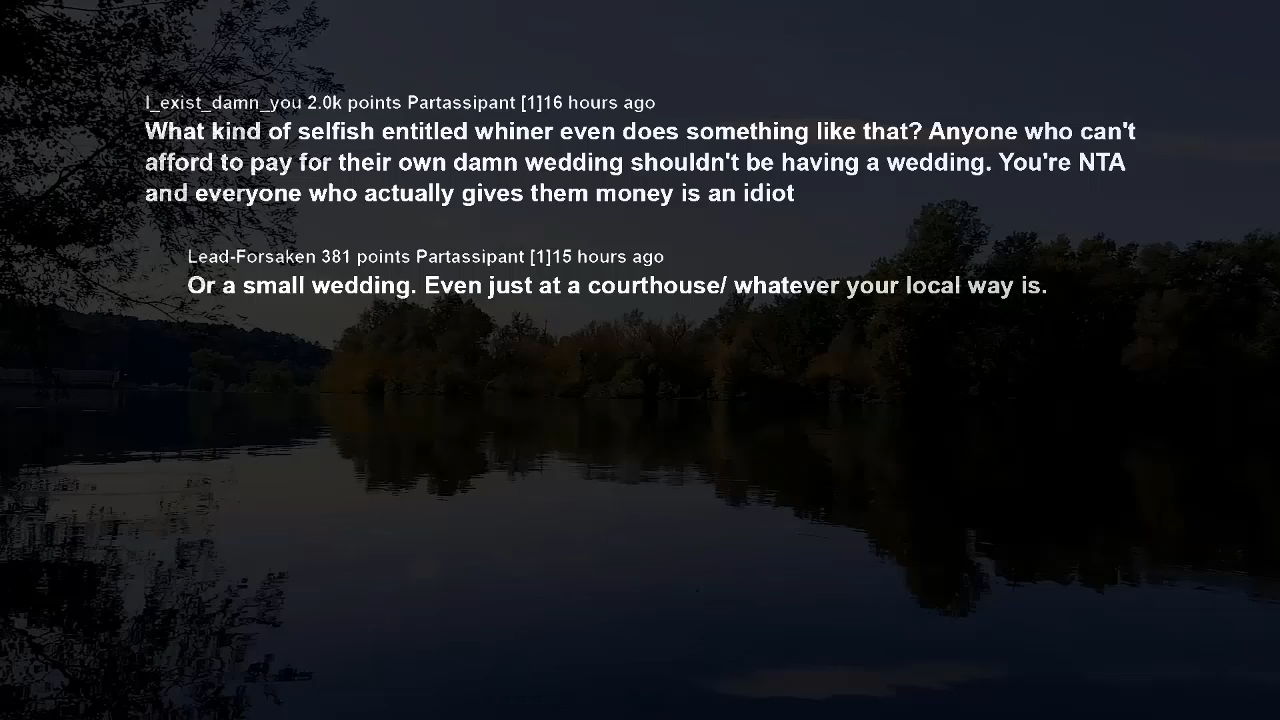 I_exist_damn_you 2.0k points Partassipant [1]16 hours ago
What kind of selfish entitled whiner even does something like that? Anyone who can't
afford to pay for their own damn wedding shouldn't be having a wedding. You're NTA
and everyone who actually gives them money is an idiot
Lead-Forsaken 381 points Partassipant [1]15 hours ago
Or a small wedding. Even just at a courthouse/ whatever your local way is.